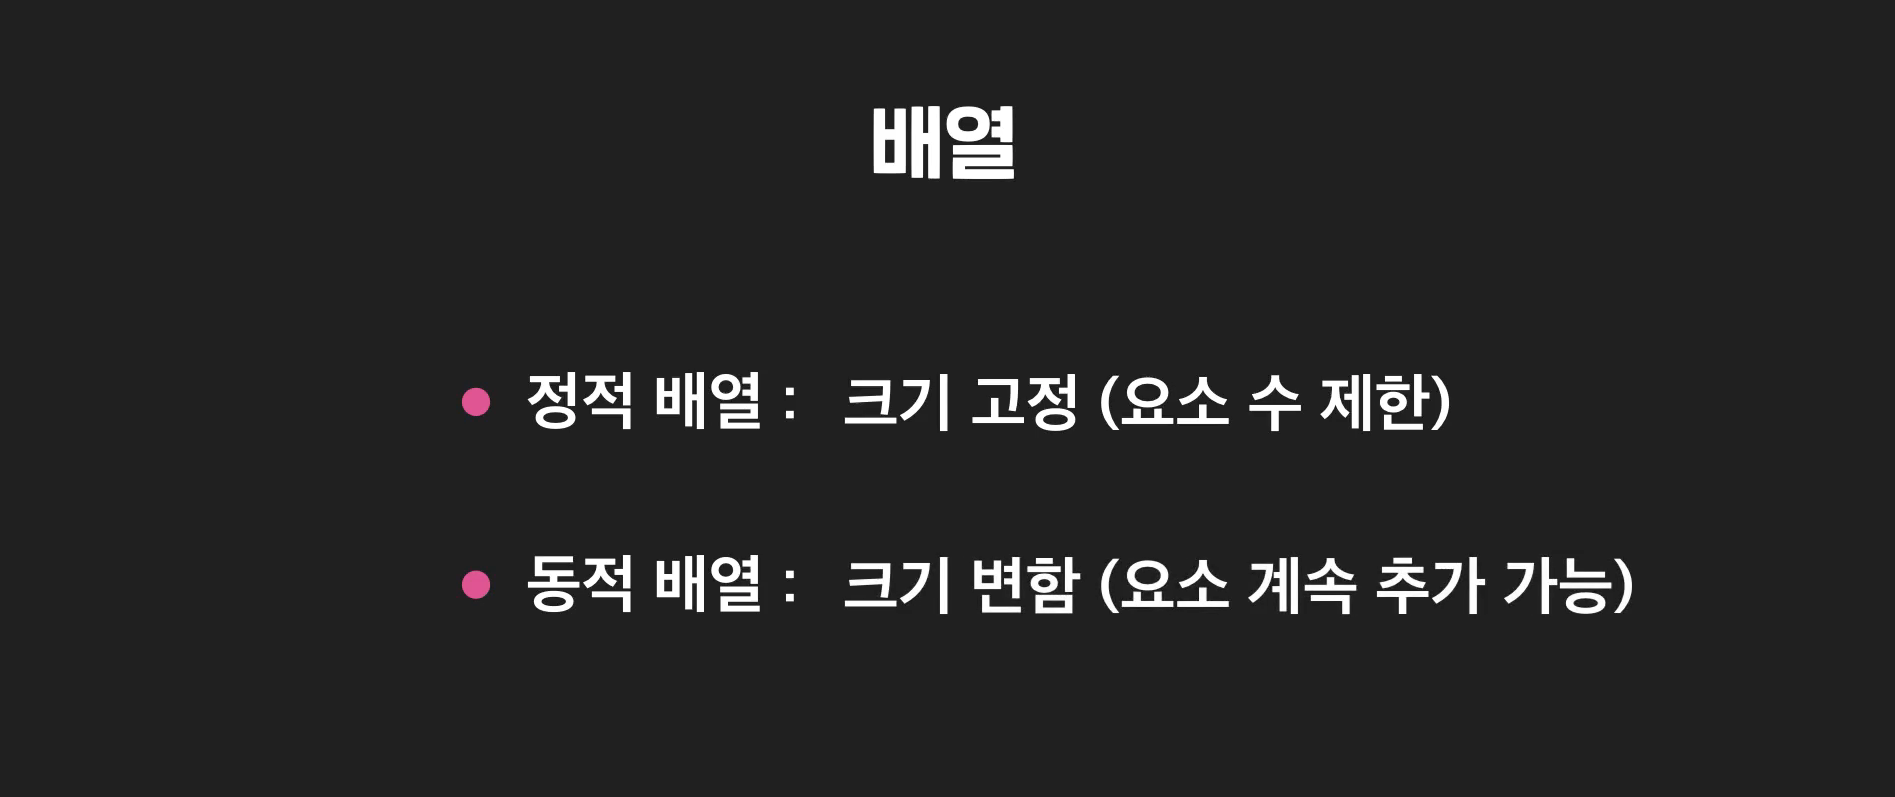 배열
정적 배열 : 크기 고정 (요소 수 제한)
동적 배열 : 크기 변함 (요소 계속 추가 가능)